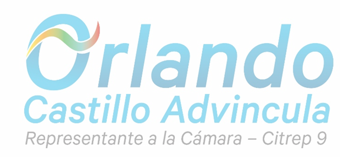 Orlando
Castillo Advincula
Representante a la Cámara – Citrep 9